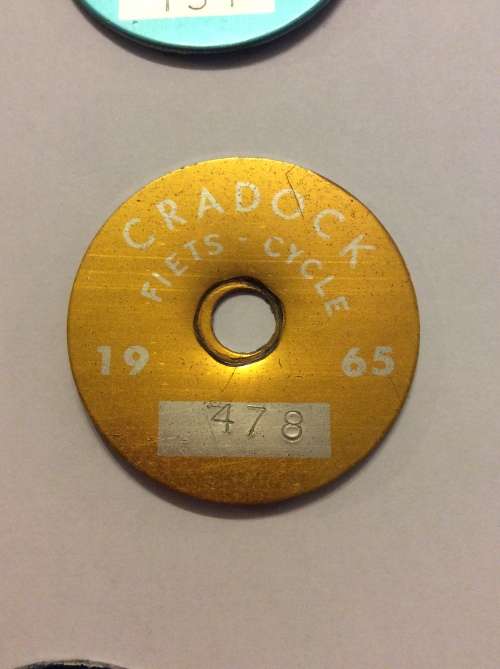 CRADOCK
FIETS - CYCLE
19 65
478